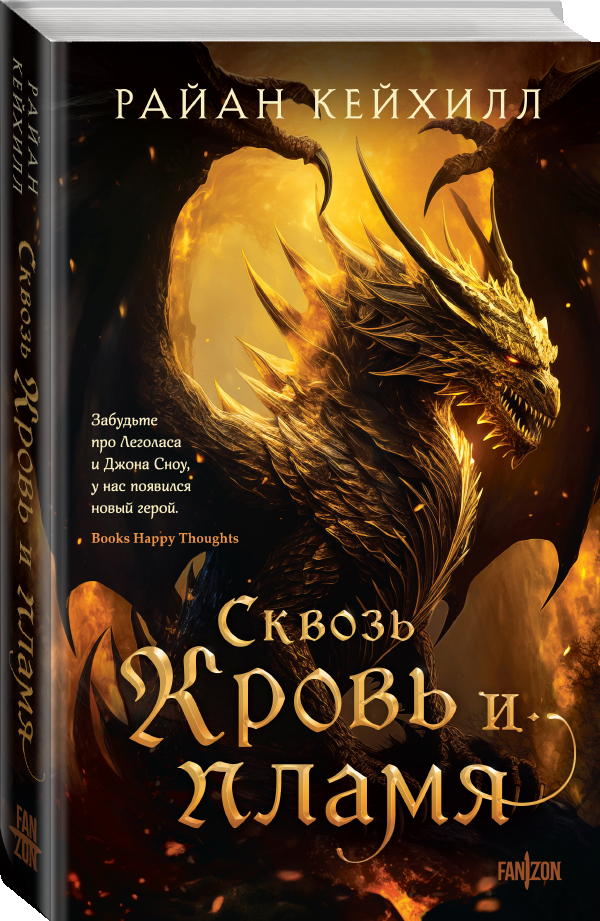 РАЙАН КЕЙХИЛЛ
Забудьте
про Леголаса
и Джона Сноу,
у нас появился
новый герой.
Books Happy Thoughts
Сквозь
Кровь и
пламя
FANZON
РАЙАН
КЕЙХИЛЛ
Сквозь Кровь и пламя
FAN
ZON